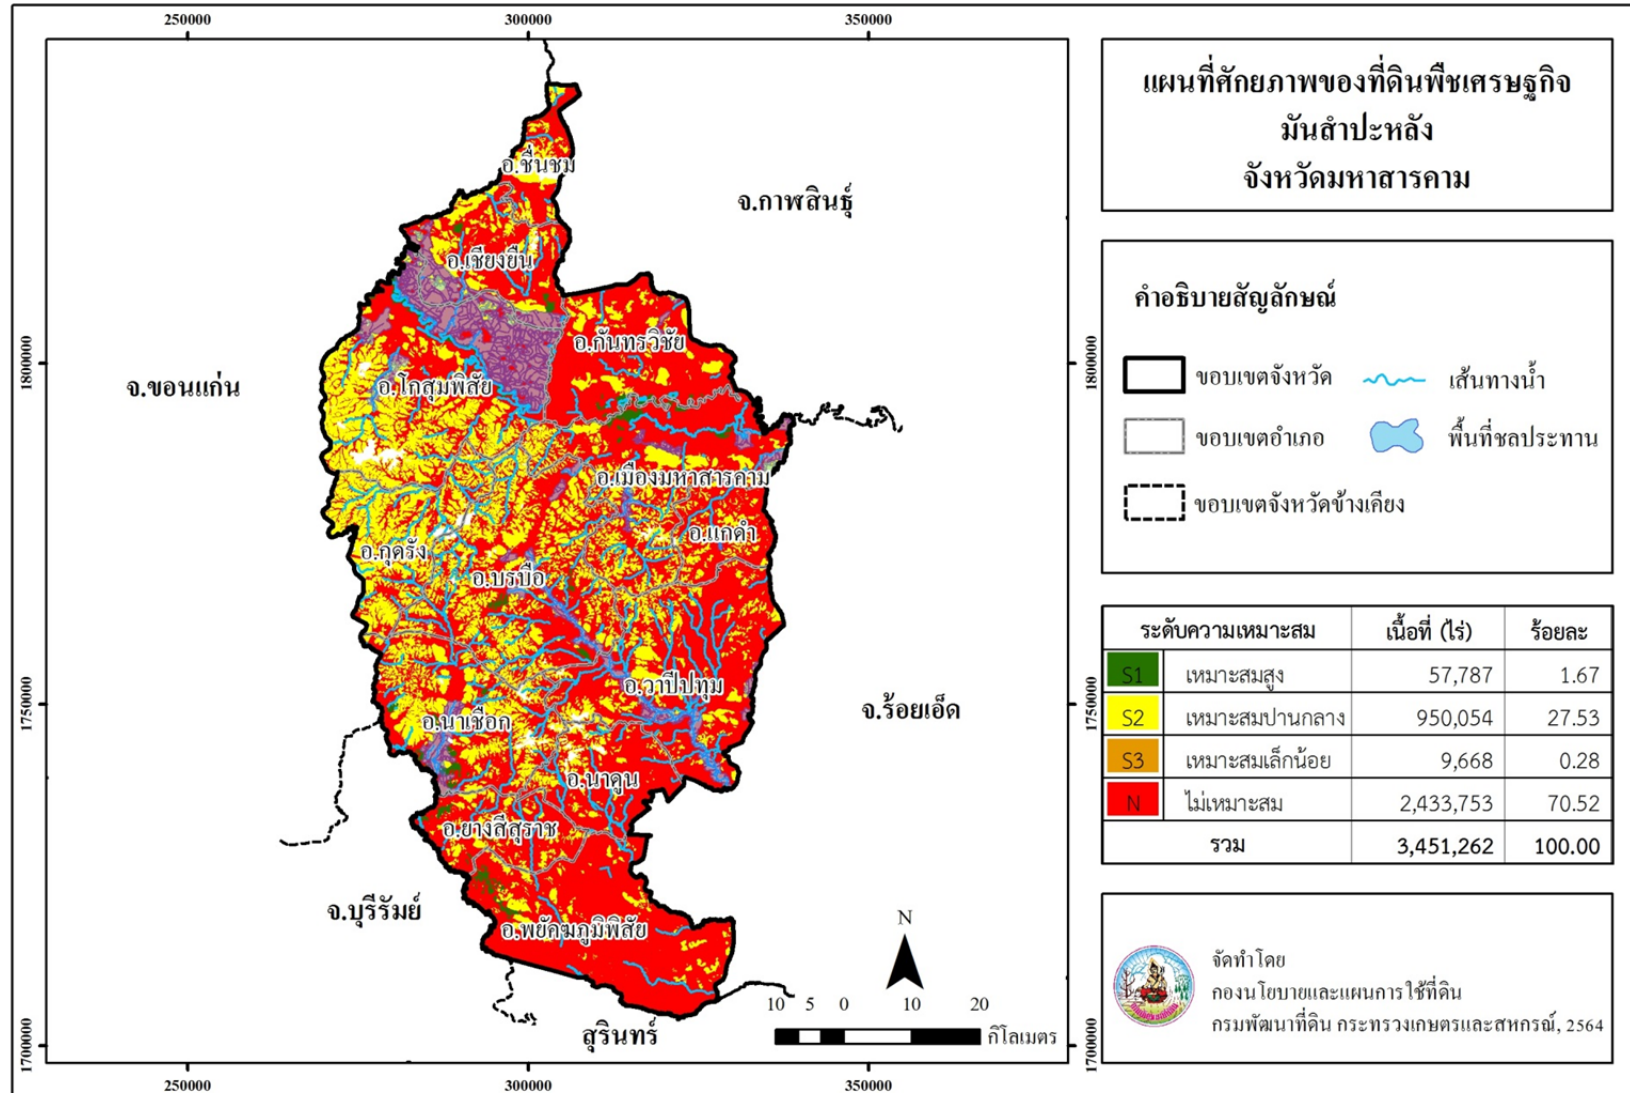 250000
300000
350000
แผนที่ศักยภาพของที่ดินพืชเศรษฐกิจ
มันสำปะหลัง
จังหวัดมหาสารคาม
อ.ชื่นชม
จ.กาฬสินธุ์
อ.เชียงยืน
อ.กันทรวิชัย
1800000
1800000
จ.ขอนแก่น
อ.โกสุมพิสัย
อ.เมืองมหาสารคาม
อ.แกดำ
อ.กุดรัง
อ.บรบือ
อ.วาปีปทุม
จ.ร้อยเอ็ด
1750000
1750000
อ.นาเชือก
อ.นาดูน
อ.ยางสีสุราช
จ.บุรีรัมย์
อ.พยัคฆภูมิพิสัย
สุรินทร์
N
10 5 0 10 20
กิโลเมตร
1700000
1700000
250000
300000
350000
คำอธิบายสัญลักษณ์
ขอบเขตจังหวัด เส้นทางน้ำ
ขอบเขตอำเภอ พื้นที่ชลประทาน
ขอบเขตจังหวัดข้างเคียง
ระดับความเหมาะสม เนื้อที่ (ไร่) ร้อยละ
S1 เหมาะสมสูง 57,787 1.67
S2 เหมาะสมปานกลาง 950,054 27.53
S3 เหมาะสมเล็กน้อย 9,668 0.28
N ไม่เหมาะสม 2,433,753 70.52
รวม 3,451,262 100.00
จัดทำโดย
กองนโยบายและแผนการใช้ที่ดิน
กรมพัฒนาที่ดิน กระทรวงเกษตรและสหกรณ์, 2564